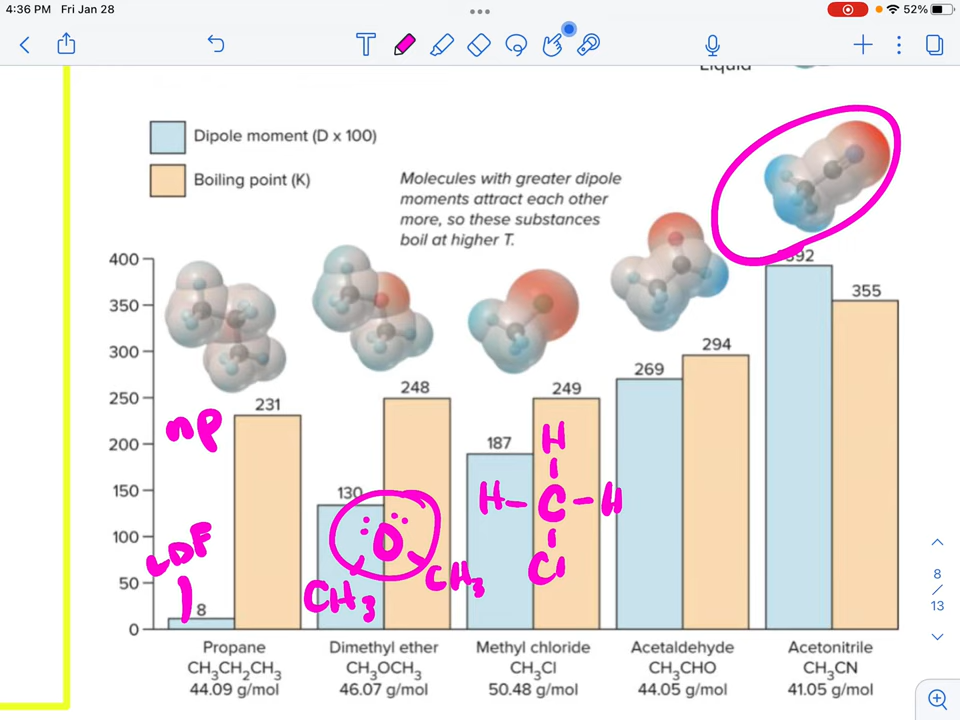 4:36 PM Fri Jan 28
52%
T
Liquid
Dipole moment (D x 100)
Boiling point (K)
Molecules with greater dipole
moments attract each other
more, so these substances
boil at higher T.
400
350
300
250
200
150
100
50
0
8
231
130
248
187
249
269
294
392
355
np
LDF
O
CH3
CH3
H
H-C-H
Cl
Propane
CH₃CH₂CH₃
44.09 g/mol
Dimethyl ether
CH₃OCH₃
46.07 g/mol
Methyl chloride
CH₃Cl
50.48 g/mol
Acetaldehyde
CH₃CHO
44.05 g/mol
Acetonitrile
CH₃CN
41.05 g/mol
8
/
13